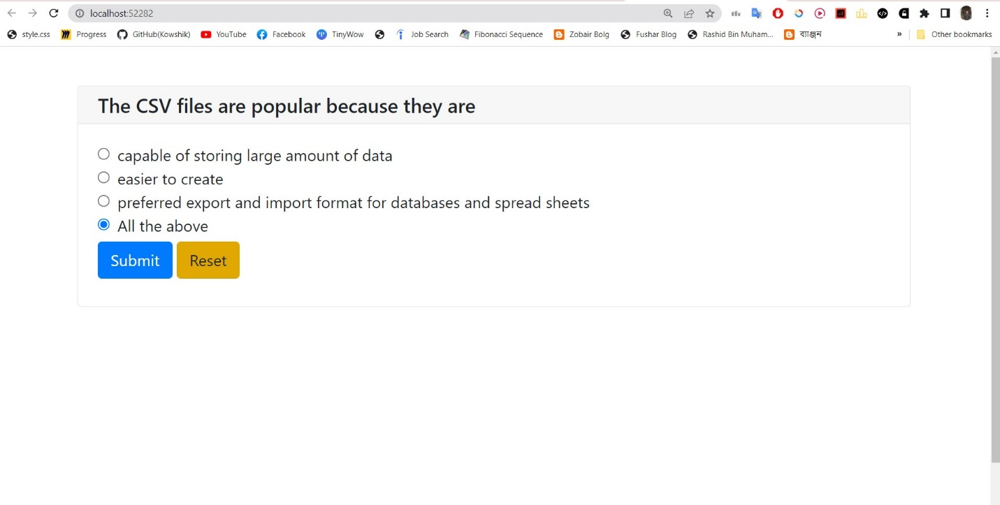 localhost:52282
style.css Progress GitHub(Kowshik) YouTube Facebook TinyWow Job Search Fibonacci Sequence Zobair Bolg Fushar Blog Rashid Bin Muham... ব্যাঞ্জন » Other bookmarks
The CSV files are popular because they are
capable of storing large amount of data
easier to create
preferred export and import format for databases and spread sheets
All the above
Submit Reset